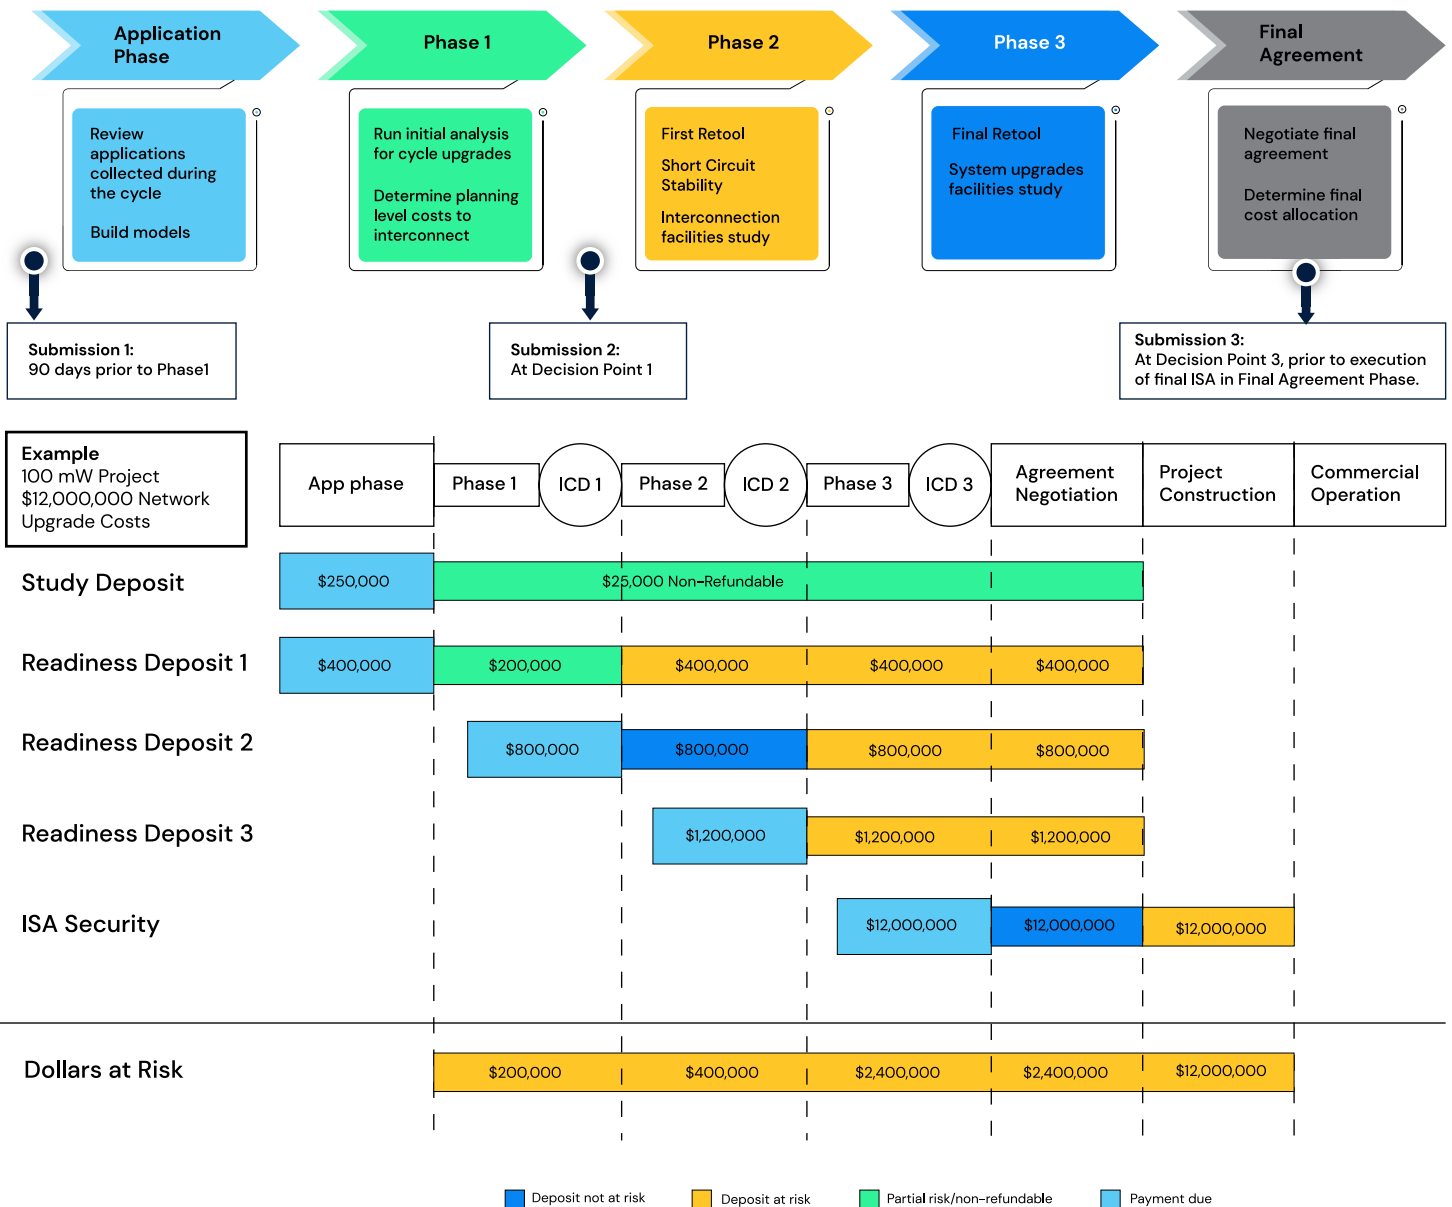 Application
Phase
Phase 1
Phase 2
Phase 3
Final
Agreement
Review
applications
collected during
the cycle
Build models
Run initial analysis
for cycle upgrades
Determine planning
level costs to
interconnect
First Retool
Short Circuit
Stability
Interconnection
facilities study
Final Retool
System upgrades
facilities study
Negotiate final
agreement
Determine final
cost allocation
Submission 1:
90 days prior to Phase1
Submission 2:
At Decision Point 1
Submission 3:
At Decision Point 3, prior to execution
of final ISA in Final Agreement Phase.
Example
100 mW Project
$12,000,000 Network
Upgrade Costs
App phase
Phase 1
ICD 1
Phase 2
ICD 2
Phase 3
ICD 3
Agreement
Negotiation
Project
Construction
Commercial
Operation
Study Deposit
$250,000
$25,000 Non-Refundable
Readiness Deposit 1
$400,000
$200,000
$400,000
$400,000
$400,000
Readiness Deposit 2
$800,000
$800,000
$800,000
$800,000
Readiness Deposit 3
$1,200,000
$1,200,000
$1,200,000
ISA Security
$12,000,000
$12,000,000
$12,000,000
Dollars at Risk
$200,000
$400,000
$2,400,000
$2,400,000
$12,000,000
Deposit not at risk
Deposit at risk
Partial risk/non-refundable
Payment due